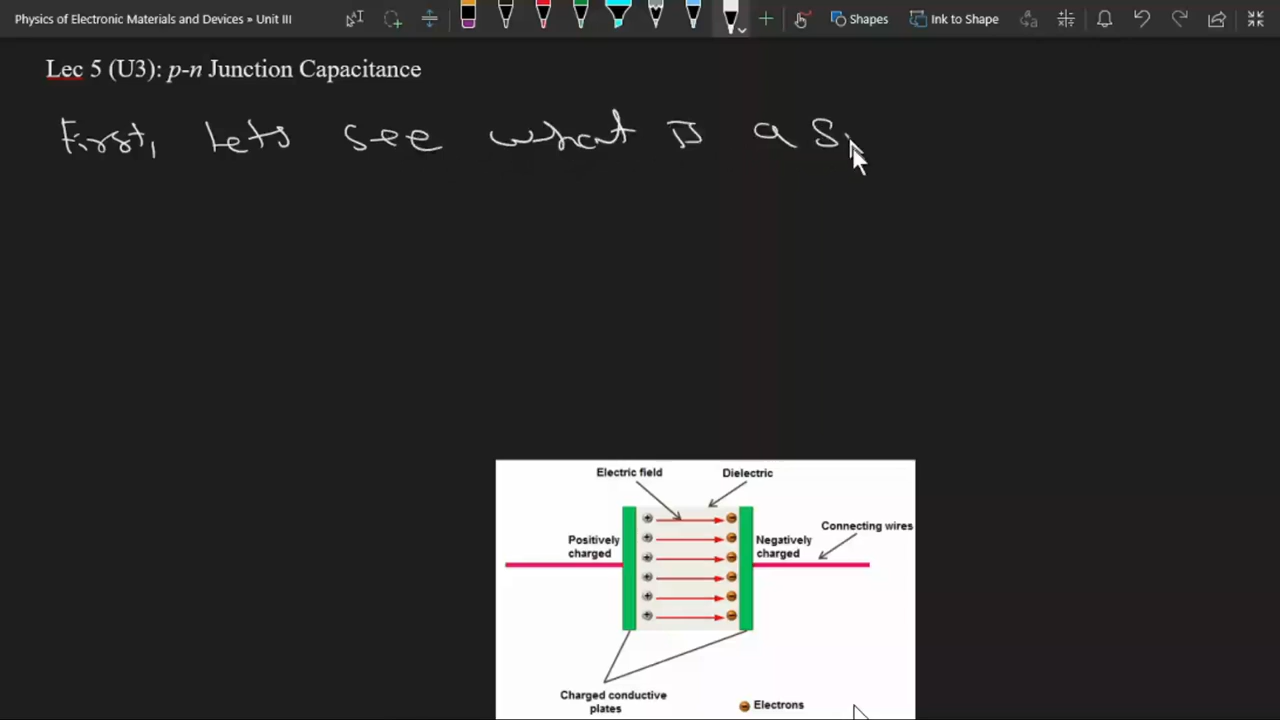 Physics of Electronic Materials and Devices » Unit III
Shapes
Ink to Shape
Lec 5 (U3): p-n Junction Capacitance
First, Lets see what is a Si
Electric field
Dielectric
Connecting wires
Positively
charged
Negatively
charged
Charged conductive
plates
Electrons